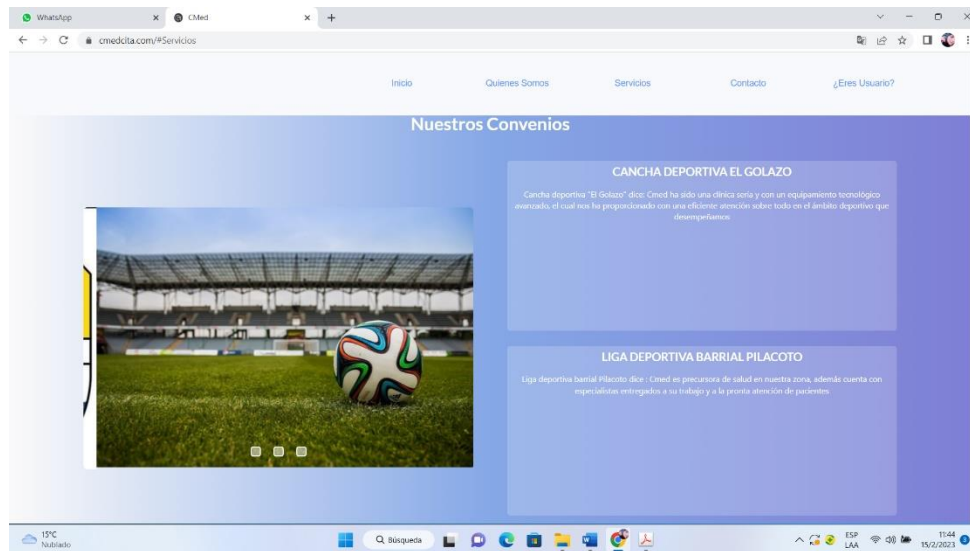 WhatsApp
CMed
cmedcita.com/#Servicios
Inicio
Quienes Somos
Servicios
Contacto
¿Eres Usuario?
Nuestros Convenios
CANCHA DEPORTIVA EL GOLAZO
Cancha deportiva "El Golazo" dice: Cmed ha sido una clínica seria y con un equipamiento tecnológico
avanzado, el cual nos ha proporcionado con una eficiente atención sobre todo en el ámbito deportivo que
desempeñamos
LIGA DEPORTIVA BARRIAL PILACOTO
Liga deportiva barrial Pilacoto dice : Cmed es precursora de salud en nuestra zona, además cuenta con
especialistas entregados a su trabajo y a la pronta atención de pacientes
15°C
Nublado
Búsqueda
ESP
LAA
11:44
15/2/2023